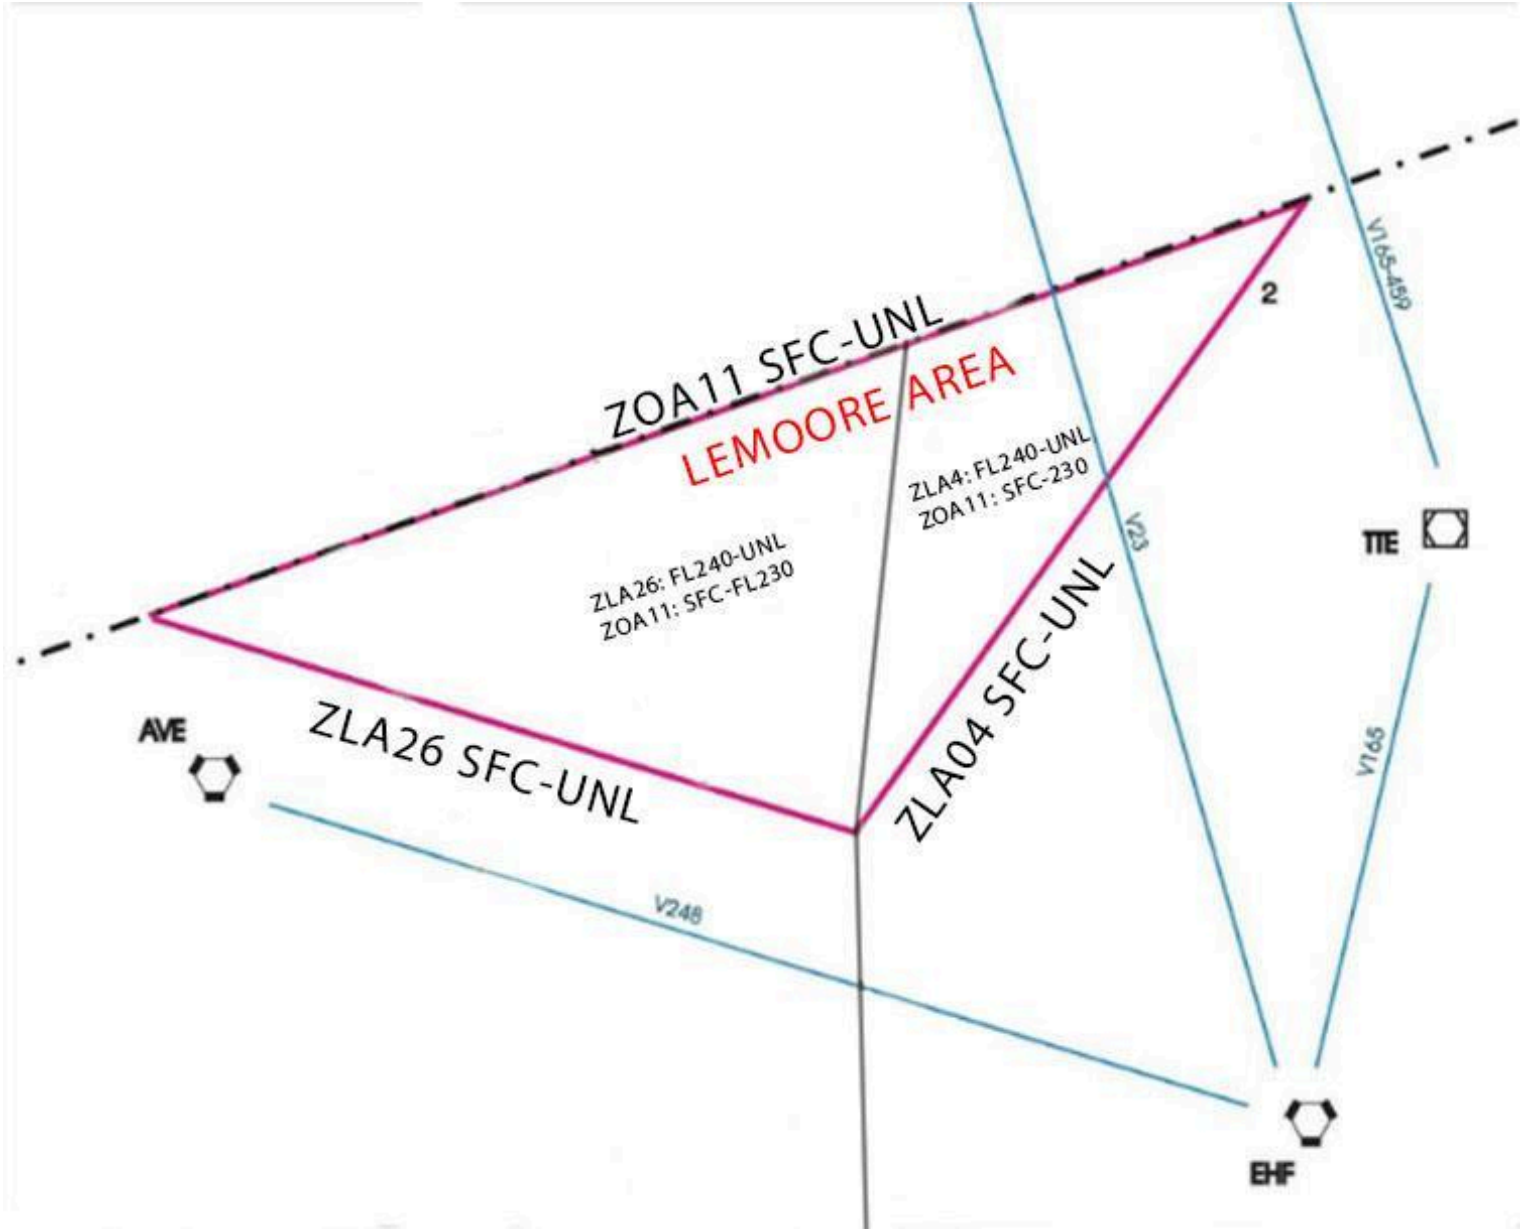 V165-459
2
ZOA11 SFC-UNL
LEMOORE AREA
ZLA4: FL240-UNL
ZOA11: SFC-230
V23
TTE
ZLA26: FL240-UNL
ZOA11: SFC-FL230
ZLA04 SFC-UNL
AVE
ZLA26 SFC-UNL
V165
V248
EHF